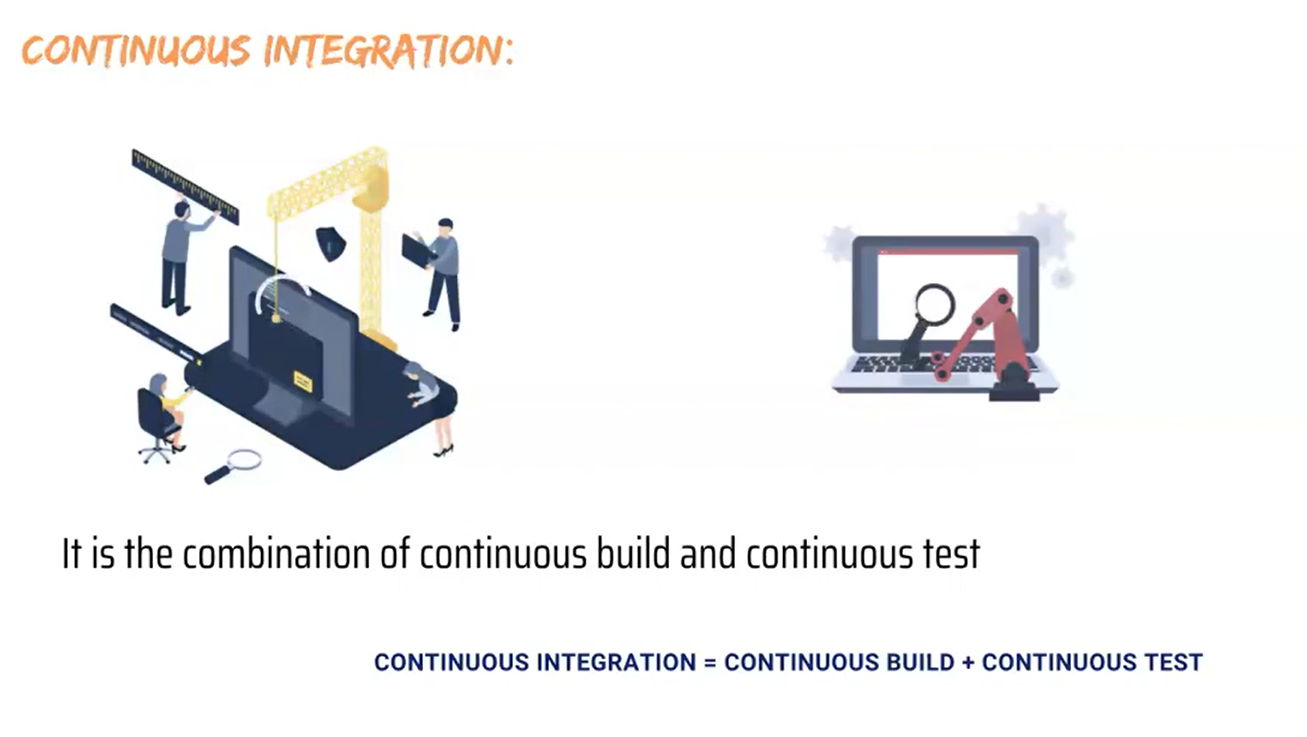 CONTINUOUS INTEGRATION:
It is the combination of continuous build and continuous test
CONTINUOUS INTEGRATION = CONTINUOUS BUILD + CONTINUOUS TEST